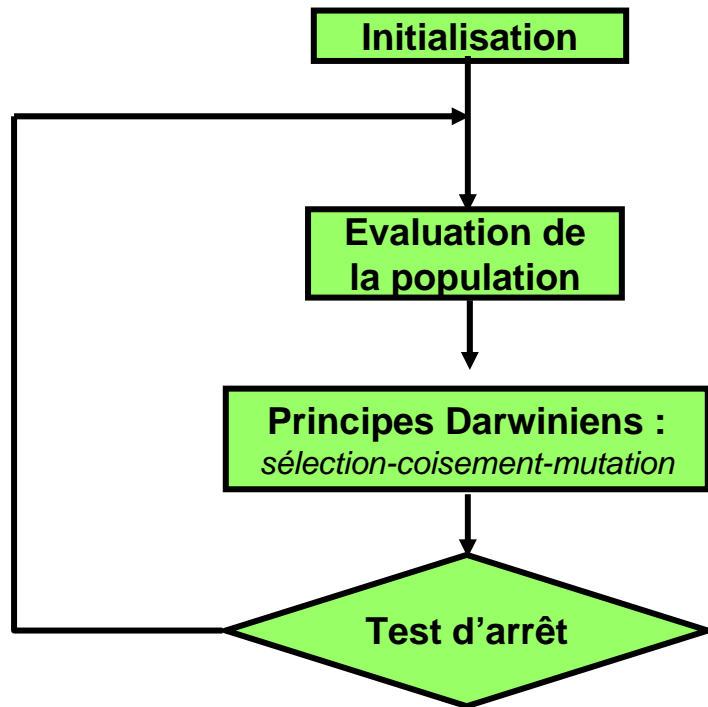 Initialisation
Evaluation de
la population
Principes Darwiniens :
sélection-coisement-mutation
Test d’arrêt